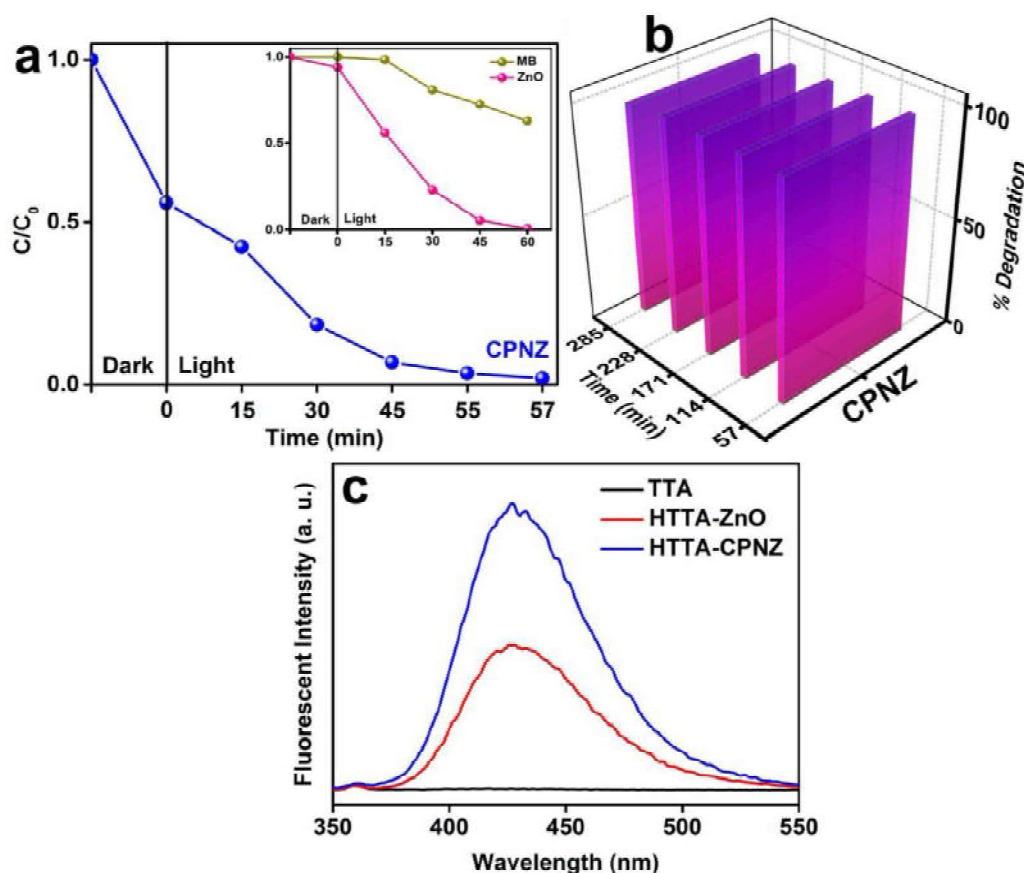 a
C/C₀
1.0
0.5
0.0
Dark
Light
CPNZ
0
15
30
45
55
57
Time (min)
1.0
0.5
0.0
MB
ZnO
Dark
Light
0
15
30
45
60
b
100
50
0
% Degradation
285
228
171
114
57
Time (min)
CPNZ
c
Fluorescent Intensity (a. u.)
TTA
HTTA-ZnO
HTTA-CPNZ
350
400
450
500
550
Wavelength (nm)